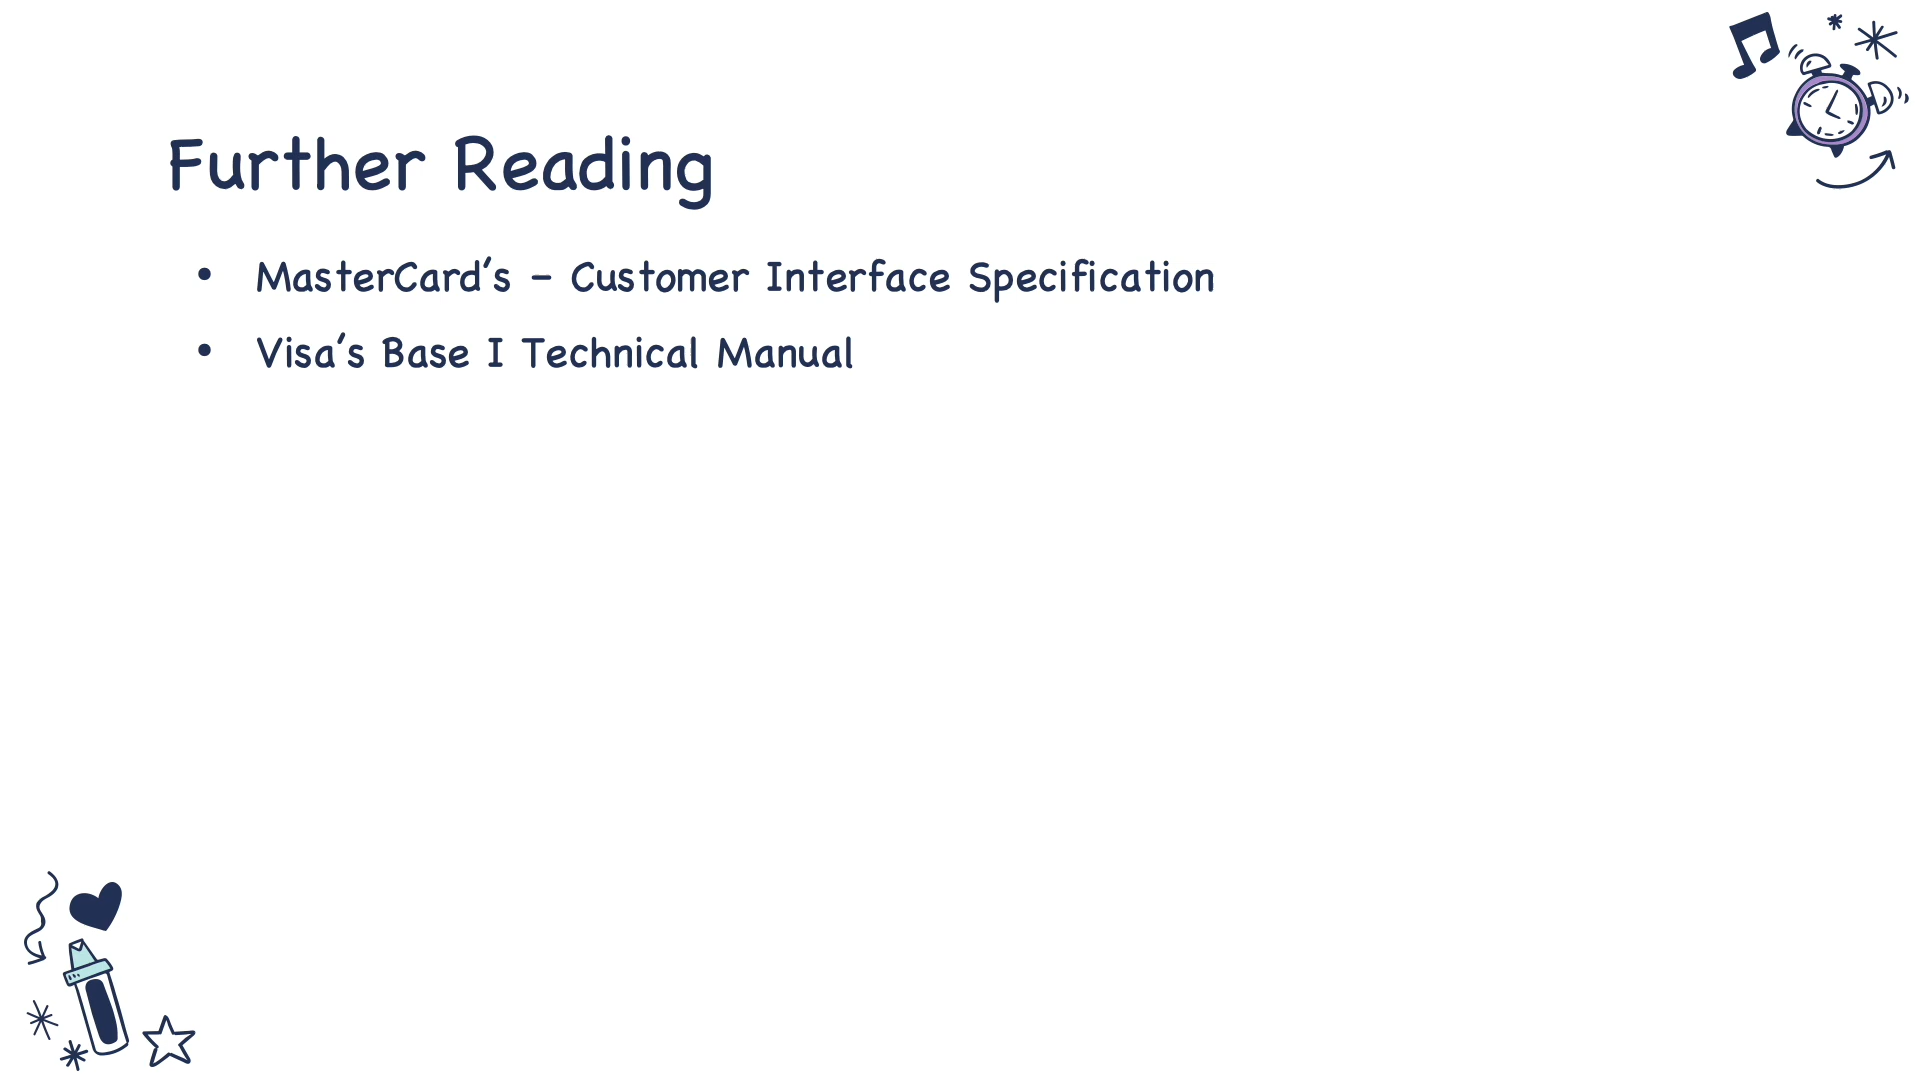 Further Reading
• MasterCard’s – Customer Interface Specification
• Visa’s Base I Technical Manual